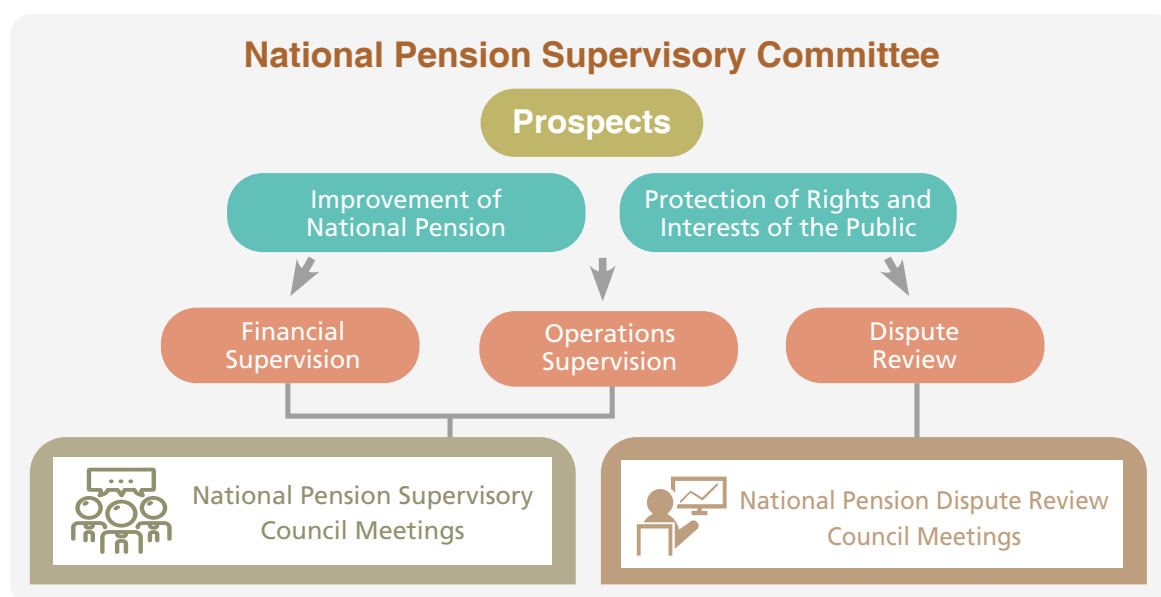 National Pension Supervisory Committee
Prospects
Improvement of
National Pension
Protection of Rights and
Interests of the Public
Financial
Supervision
Operations
Supervision
Dispute
Review
National Pension Supervisory
Council Meetings
National Pension Dispute Review
Council Meetings